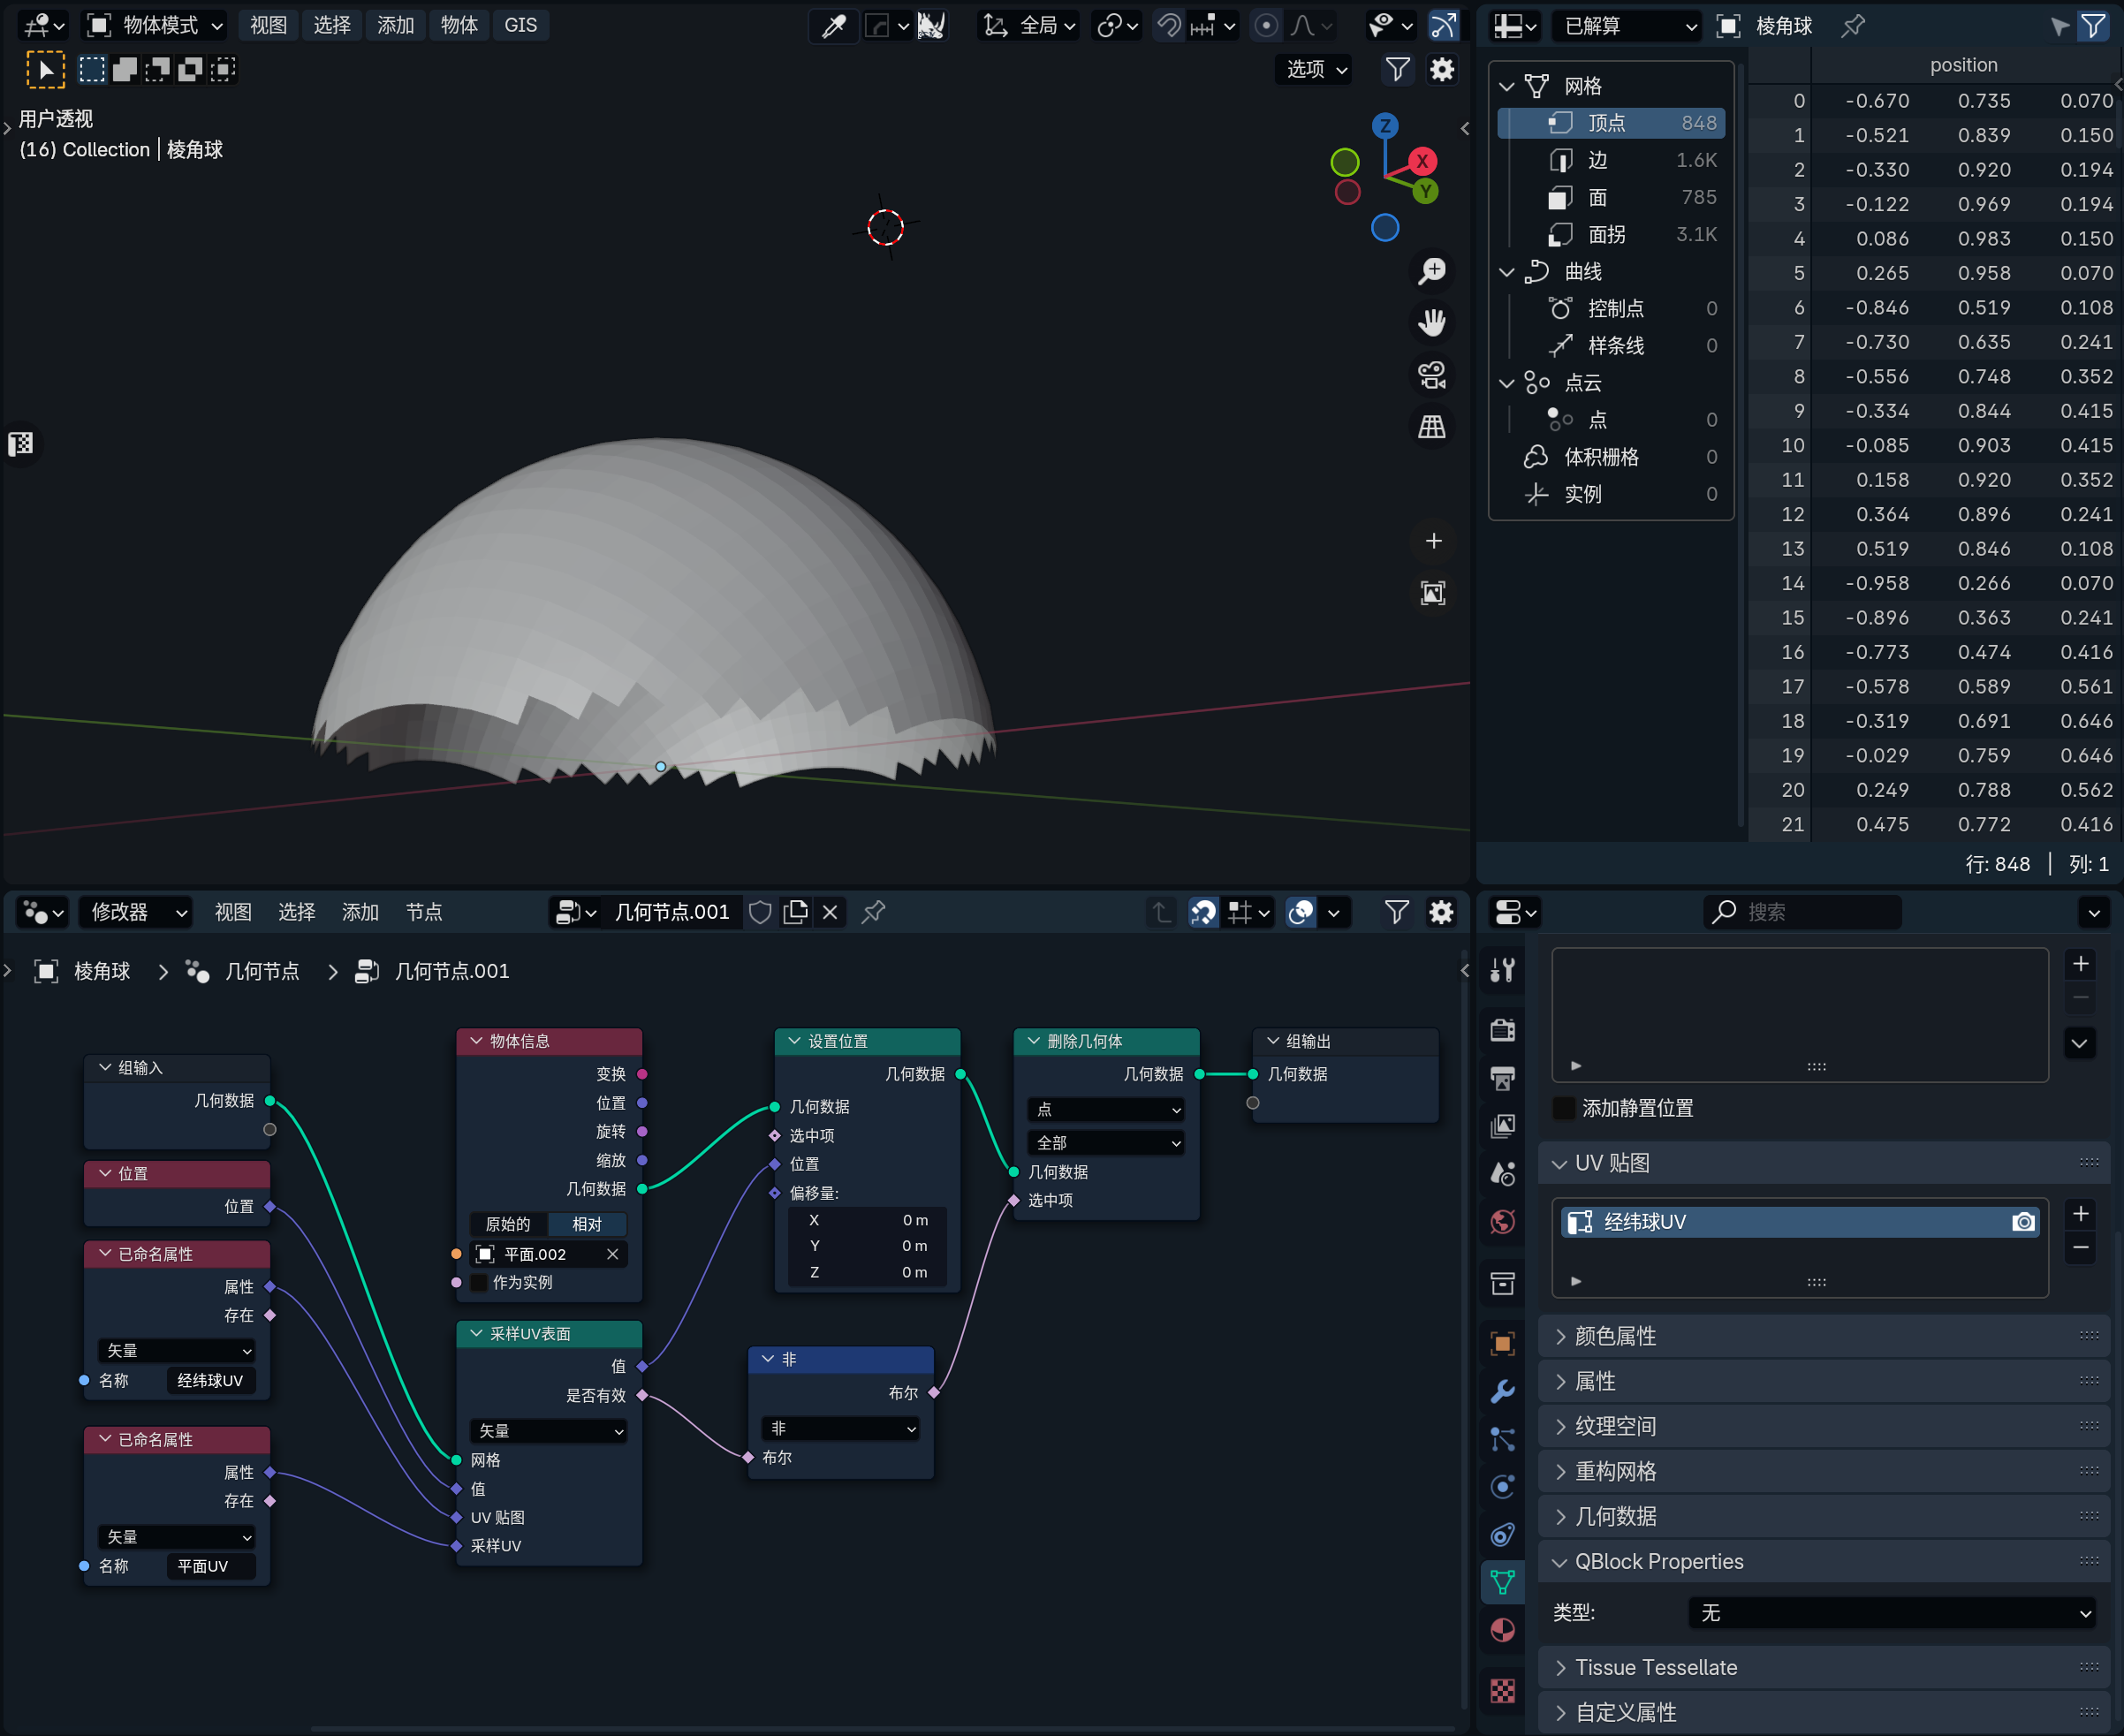 物体模式 视图 选择 添加 物体 GIS 全局
选项
用户透视
(16) Collection | 棱角球
Z
X
Y
已解算 棱角球
网格
顶点 848
边 1.6K
面 785
面拐 3.1K
曲线
控制点 0
样条线 0
点云
点 0
体积栅格 0
实例 0
position
0 -0.670 0.735 0.070
1 -0.521 0.839 0.150
2 -0.330 0.920 0.194
3 -0.122 0.969 0.194
4 0.086 0.983 0.150
5 0.265 0.958 0.070
6 -0.846 0.519 0.108
7 -0.730 0.635 0.241
8 -0.556 0.748 0.352
9 -0.334 0.844 0.415
10 -0.085 0.903 0.415
11 0.158 0.920 0.352
12 0.364 0.896 0.241
13 0.519 0.846 0.108
14 -0.958 0.266 0.070
15 -0.896 0.363 0.241
16 -0.773 0.474 0.416
17 -0.578 0.589 0.561
18 -0.319 0.691 0.646
19 -0.029 0.759 0.646
20 0.249 0.788 0.562
21 0.475 0.772 0.416
行: 848 | 列: 1
修改器 视图 选择 添加 节点 几何节点.001
棱角球 > 几何节点 > 几何节点.001
组输入
几何数据
位置
位置
已命名属性
属性
存在
矢量
名称 经纬球UV
已命名属性
属性
存在
矢量
名称 平面UV
物体信息
变换
位置
旋转
缩放
几何数据
原始的 相对
平面.002
作为实例
采样UV表面
值
是否有效
矢量
网格
值
UV 贴图
采样UV
设置位置
几何数据
几何数据
选中项
位置
偏移量:
X 0 m
Y 0 m
Z 0 m
非
布尔
非
布尔
删除几何体
几何数据
点
全部
几何数据
选中项
组输出
几何数据
搜索
添加静置位置
UV 贴图
经纬球UV
颜色属性
属性
纹理空间
重构网格
几何数据
QBlock Properties
类型: 无
Tissue Tessellate
自定义属性